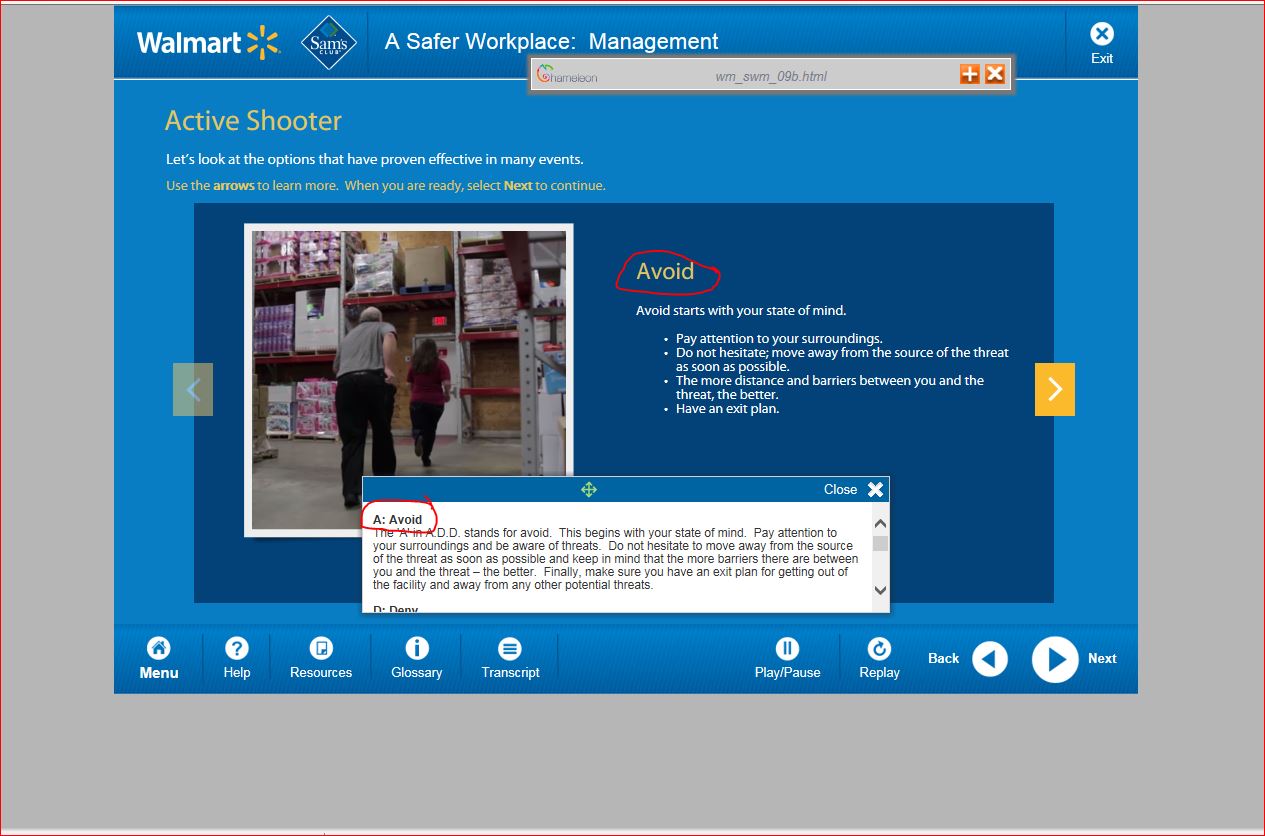 Walmart
Sam's
CLUB
A Safer Workplace: Management
Exit
Chameleon
wm_swm_09b.html
Active Shooter
Let's look at the options that have proven effective in many events.
Use the arrows to learn more. When you are ready, select Next to continue.
Avoid
Avoid starts with your state of mind.
• Pay attention to your surroundings.
• Do not hesitate; move away from the source of the threat
as soon as possible.
• The more distance and barriers between you and the
threat, the better.
• Have an exit plan.
Close
A: Avoid
The 'A' in A.D.D. stands for avoid. This begins with your state of mind. Pay attention to
your surroundings and be aware of threats. Do not hesitate to move away from the source
of the threat as soon as possible and keep in mind that the more barriers there are between
you and the threat – the better. Finally, make sure you have an exit plan for getting out of
the facility and away from any other potential threats.
D: Deny
Menu
Help
Resources
Glossary
Transcript
Play/Pause
Replay
Back
Next